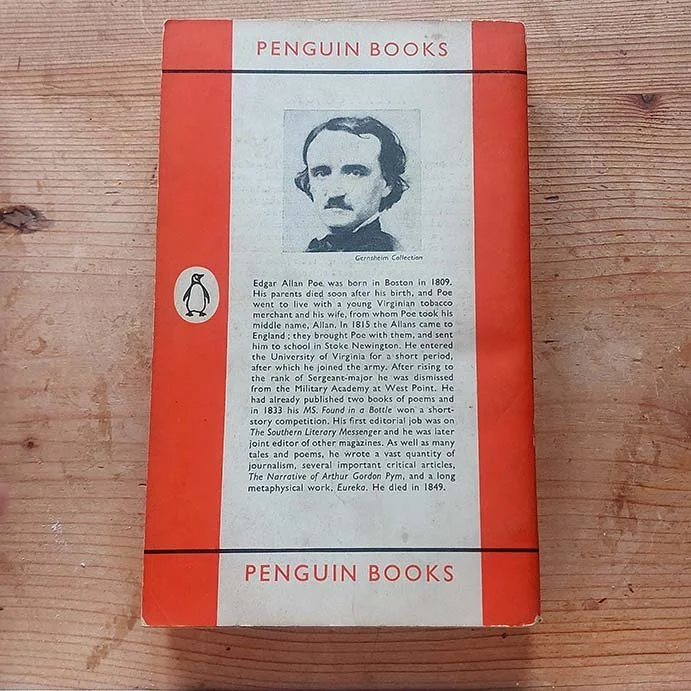 PENGUIN BOOKS
Gernsheim Collection
Edgar Allan Poe was born in Boston in 1809.
His parents died soon after his birth, and Poe
went to live with a young Virginian tobacco
merchant and his wife, from whom Poe took his
middle name, Allan. In 1815 the Allans came to
England ; they brought Poe with them, and sent
him to school in Stoke Newington. He entered
the University of Virginia for a short period,
after which he joined the army. After rising to
the rank of Sergeant-major he was dismissed
from the Military Academy at West Point. He
had already published two books of poems and
in 1833 his MS. Found in a Bottle won a short-
story competition. His first editorial job was on
The Southern Literary Messenger and he was later
joint editor of other magazines. As well as many
tales and poems, he wrote a vast quantity of
journalism, several important critical articles,
The Narrative of Arthur Gordon Pym, and a long
metaphysical work, Eureka. He died in 1849.
PENGUIN BOOKS